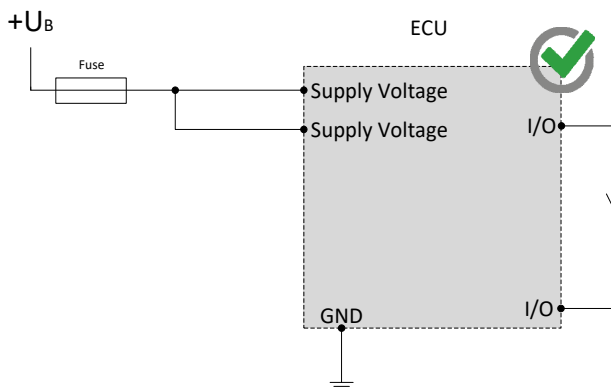 +UB
ECU
Fuse
Supply Voltage
Supply Voltage
I/O
I/O
GND